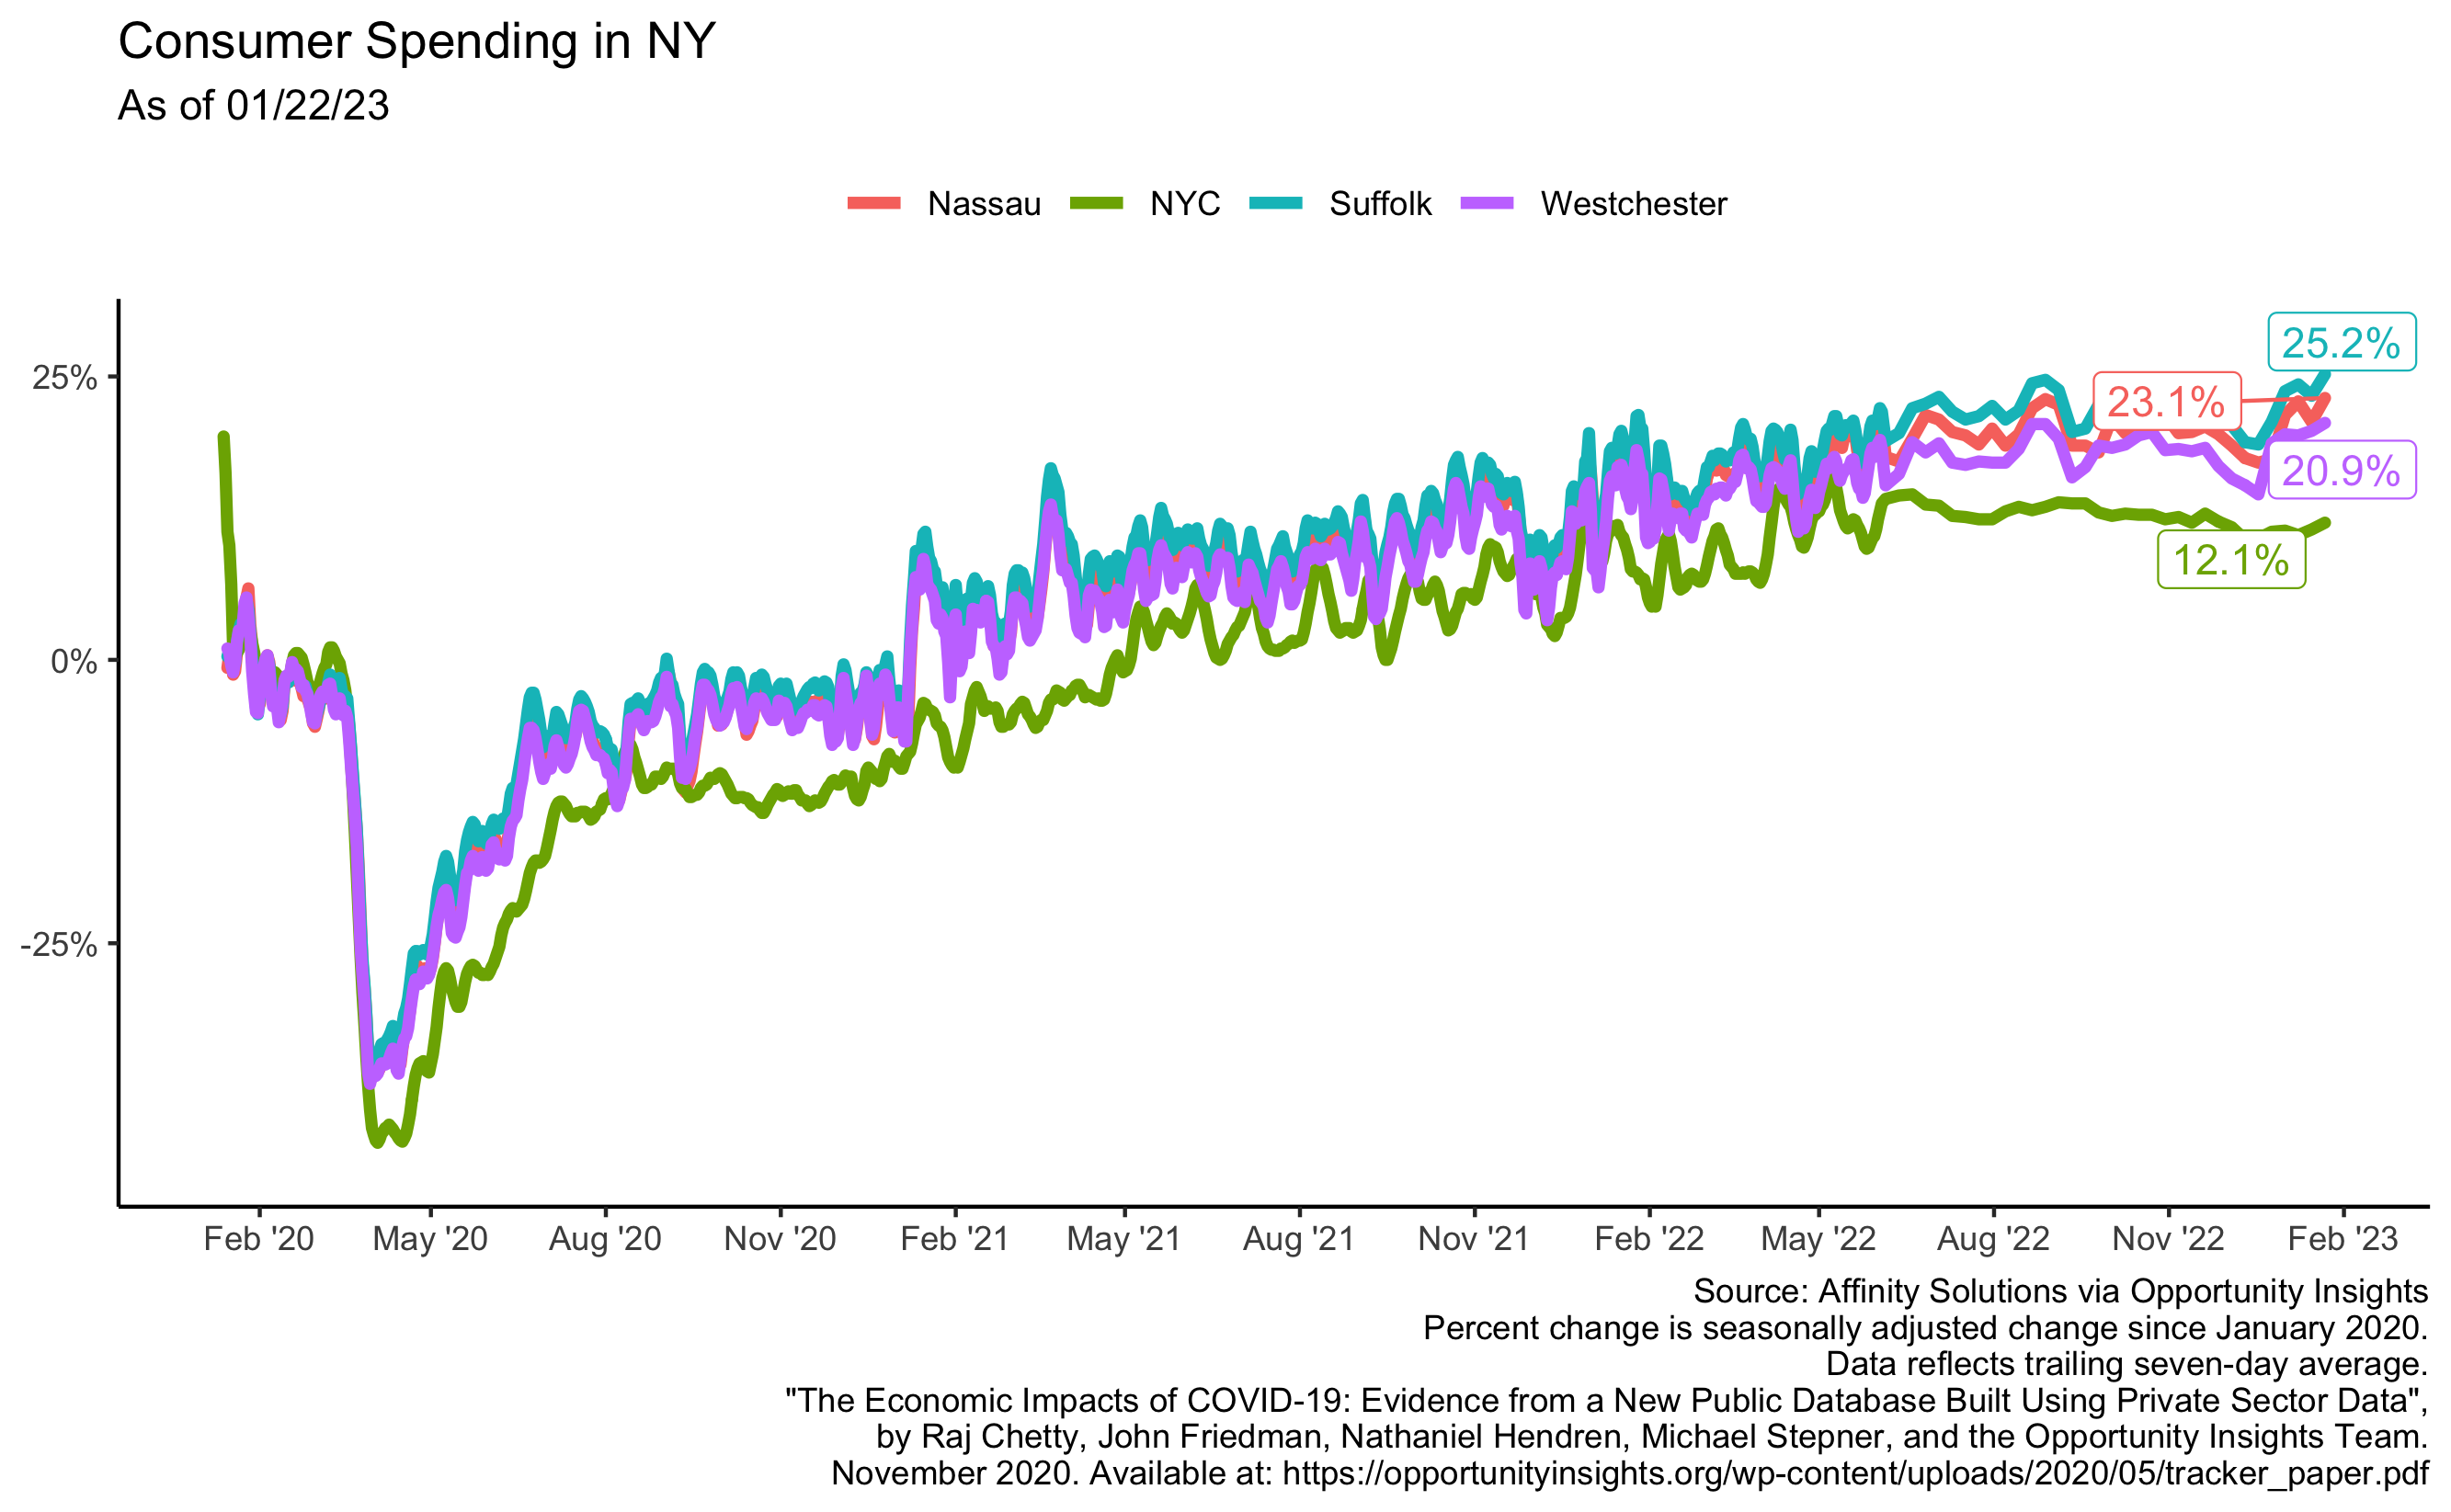 Consumer Spending in NY
As of 01/22/23
Nassau NYC Suffolk Westchester
25%
0%
-25%
25.2%
23.1%
20.9%
12.1%
Feb '20 May '20 Aug '20 Nov '20 Feb '21 May '21 Aug '21 Nov '21 Feb '22 May '22 Aug '22 Nov '22 Feb '23
Source: Affinity Solutions via Opportunity Insights
Percent change is seasonally adjusted change since January 2020.
Data reflects trailing seven-day average.
"The Economic Impacts of COVID-19: Evidence from a New Public Database Built Using Private Sector Data",
by Raj Chetty, John Friedman, Nathaniel Hendren, Michael Stepner, and the Opportunity Insights Team.
November 2020. Available at: https://opportunityinsights.org/wp-content/uploads/2020/05/tracker_paper.pdf